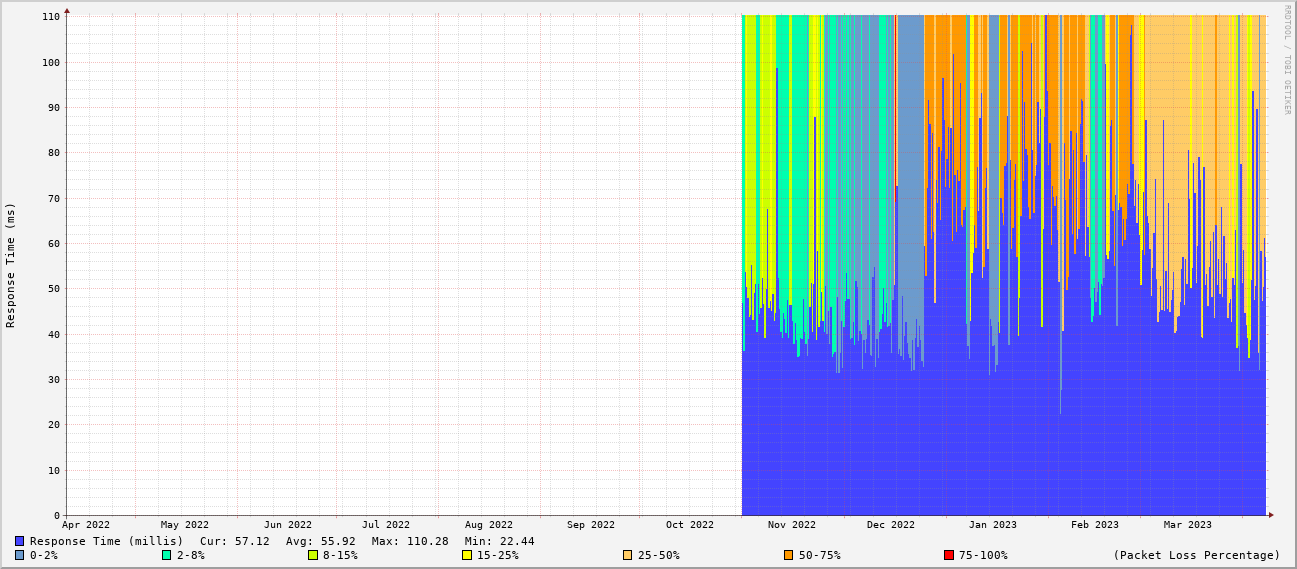 RRDTOOL / TOBI OETIKER
Response Time (ms)
110
100
90
80
70
60
50
40
30
20
10
0
Apr 2022 May 2022 Jun 2022 Jul 2022 Aug 2022 Sep 2022 Oct 2022 Nov 2022 Dec 2022 Jan 2023 Feb 2023 Mar 2023
Response Time (millis) Cur: 57.12 Avg: 55.92 Max: 110.28 Min: 22.44
0-2% 2-8% 8-15% 15-25% 25-50% 50-75% 75-100% (Packet Loss Percentage)